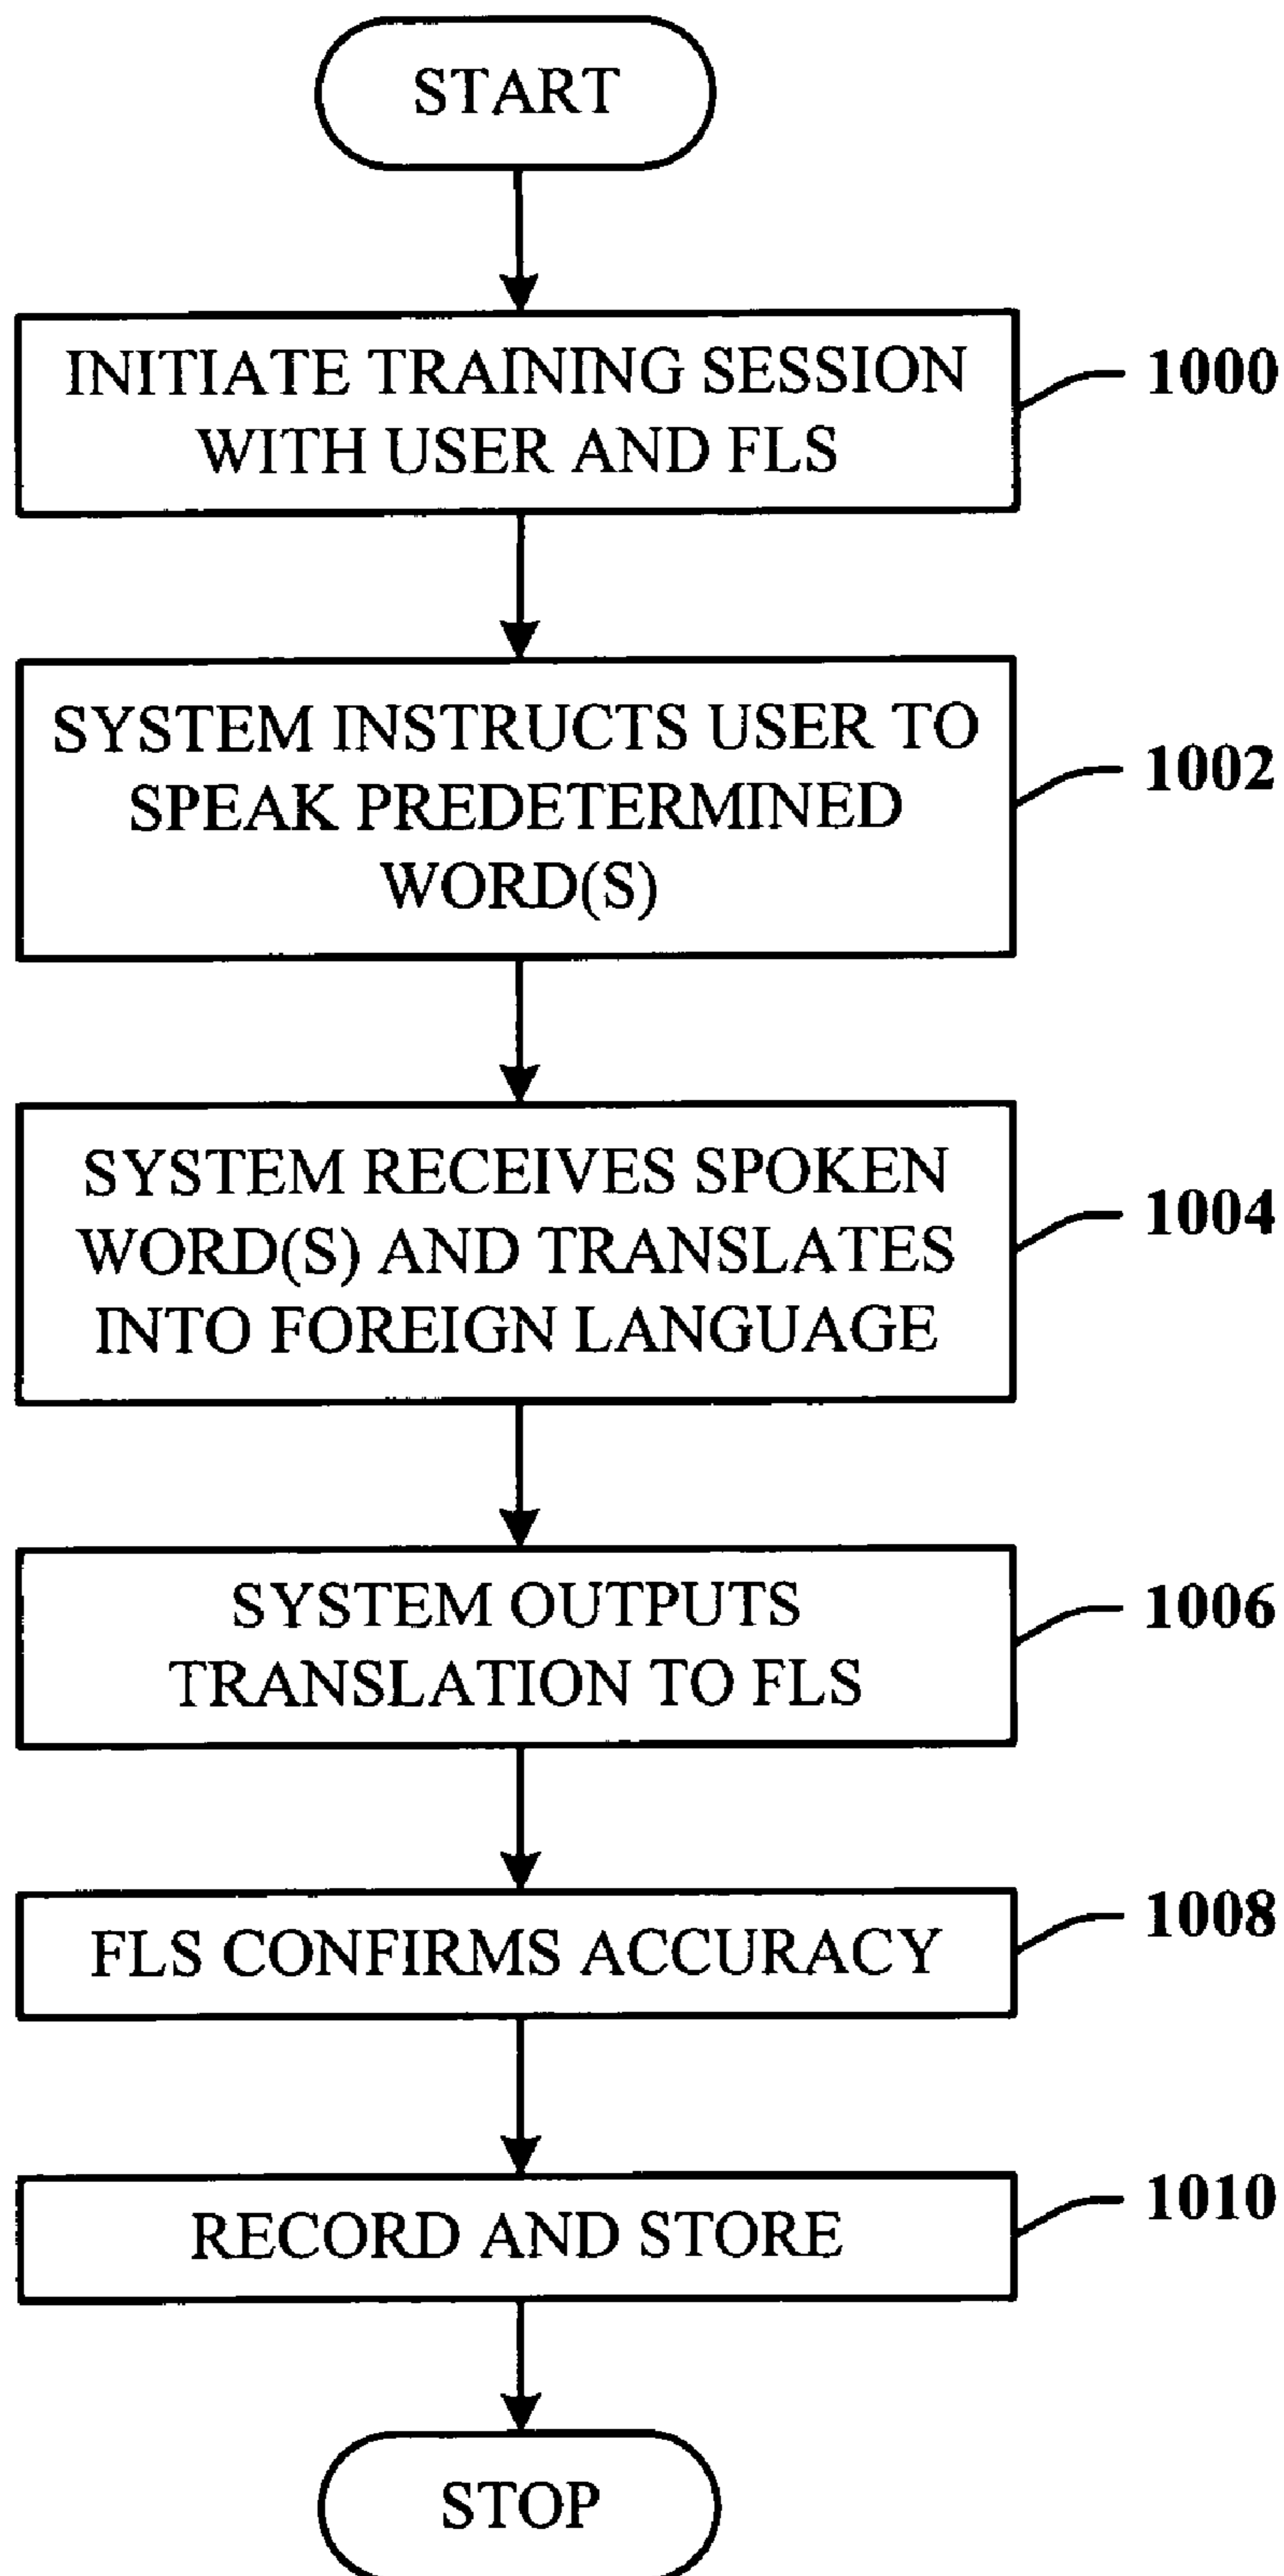 START
INITIATE TRAINING SESSION
WITH USER AND FLS
1000
SYSTEM INSTRUCTS USER TO
SPEAK PREDETERMINED
WORD(S)
1002
SYSTEM RECEIVES SPOKEN
WORD(S) AND TRANSLATES
INTO FOREIGN LANGUAGE
1004
SYSTEM OUTPUTS
TRANSLATION TO FLS
1006
FLS CONFIRMS ACCURACY
1008
RECORD AND STORE
1010
STOP